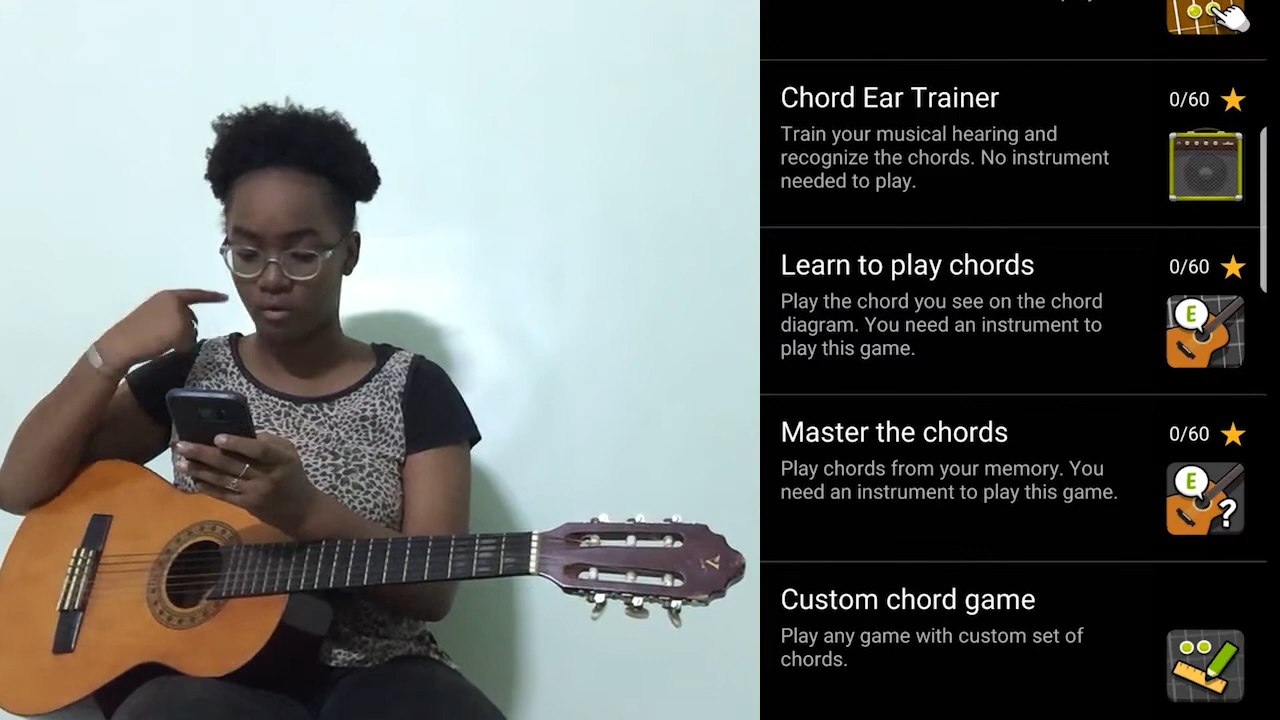 Chord Ear Trainer
0/60
Train your musical hearing and
recognize the chords. No instrument
needed to play.
Learn to play chords
0/60
Play the chord you see on the chord
diagram. You need an instrument to
play this game.
E
Master the chords
0/60
Play chords from your memory. You
need an instrument to play this game.
E
?
Custom chord game
Play any game with custom set of
chords.